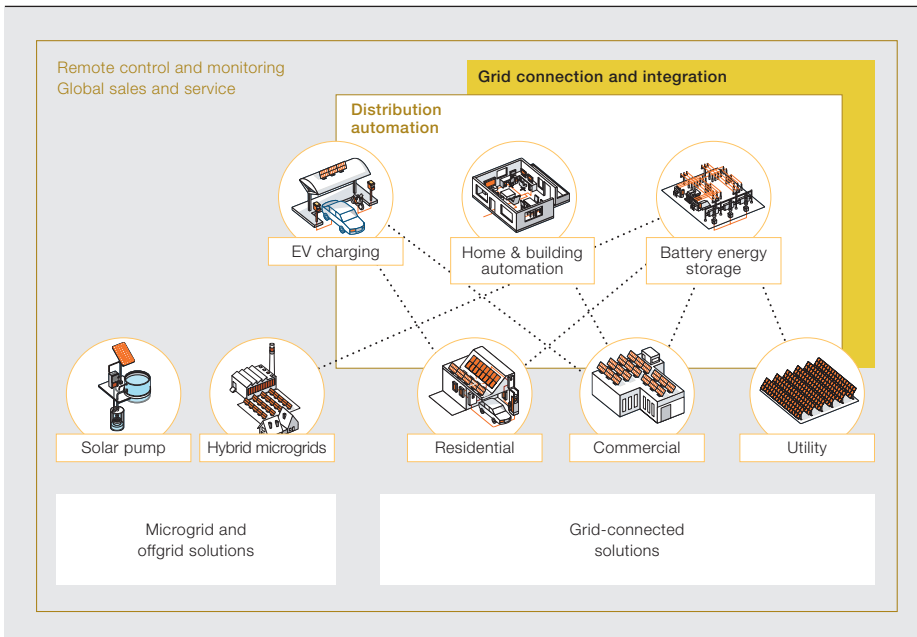 Remote control and monitoring
Global sales and service
Grid connection and integration
Distribution
automation
EV charging
Home & building
automation
Battery energy
storage
Solar pump
Hybrid microgrids
Residential
Commercial
Utility
Microgrid and
offgrid solutions
Grid-connected
solutions